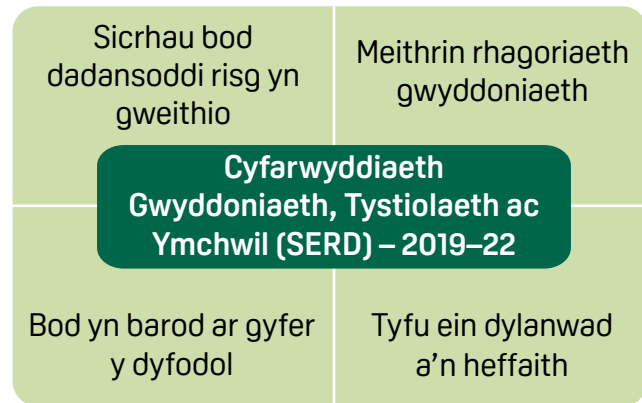 Sicrhau bod
dadansoddi risg yn
gweithio
Meithrin rhagoriaeth
gwyddoniaeth
Cyfarwyddiaeth
Gwyddoniaeth, Tystiolaeth ac
Ymchwil (SERD) – 2019–22
Bod yn barod ar gyfer
y dyfodol
Tyfu ein dylanwad
a'n heffaith